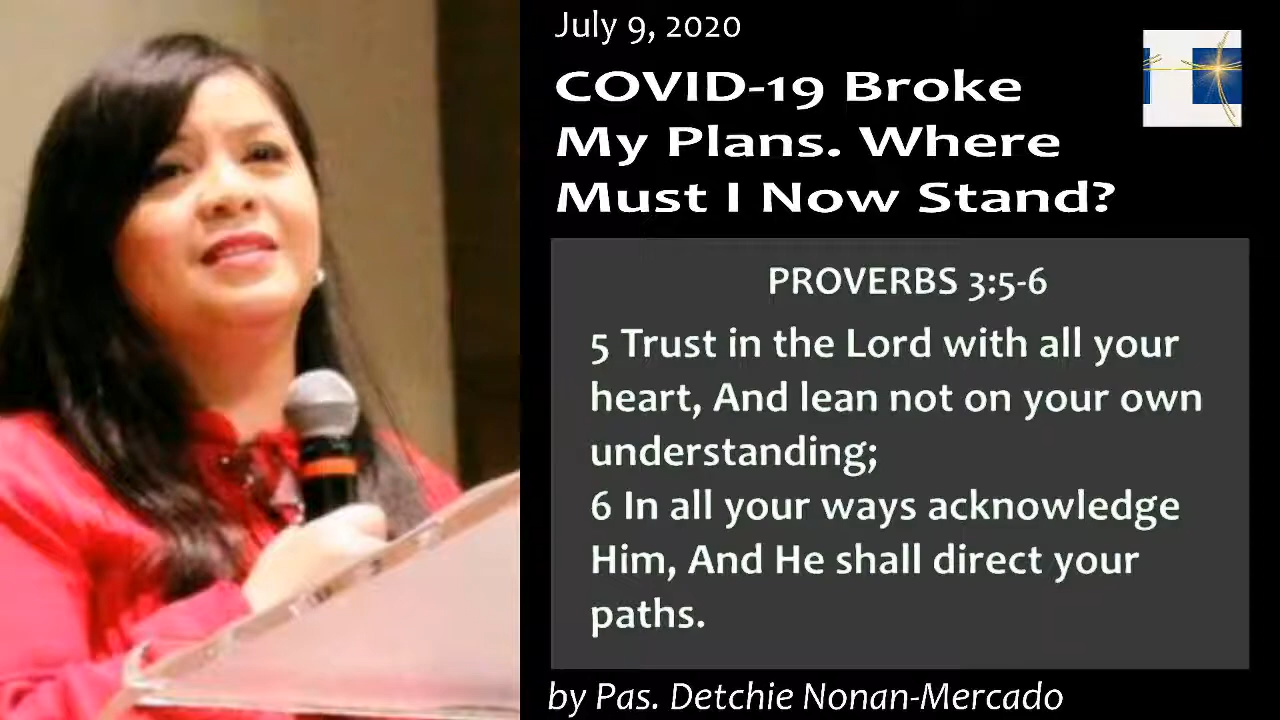 July 9, 2020
COVID-19 Broke
My Plans. Where
Must I Now Stand?
PROVERBS 3:5-6
5 Trust in the Lord with all your
heart, And lean not on your own
understanding;
6 In all your ways acknowledge
Him, And He shall direct your
paths.
by Pas. Detchie Nonan-Mercado